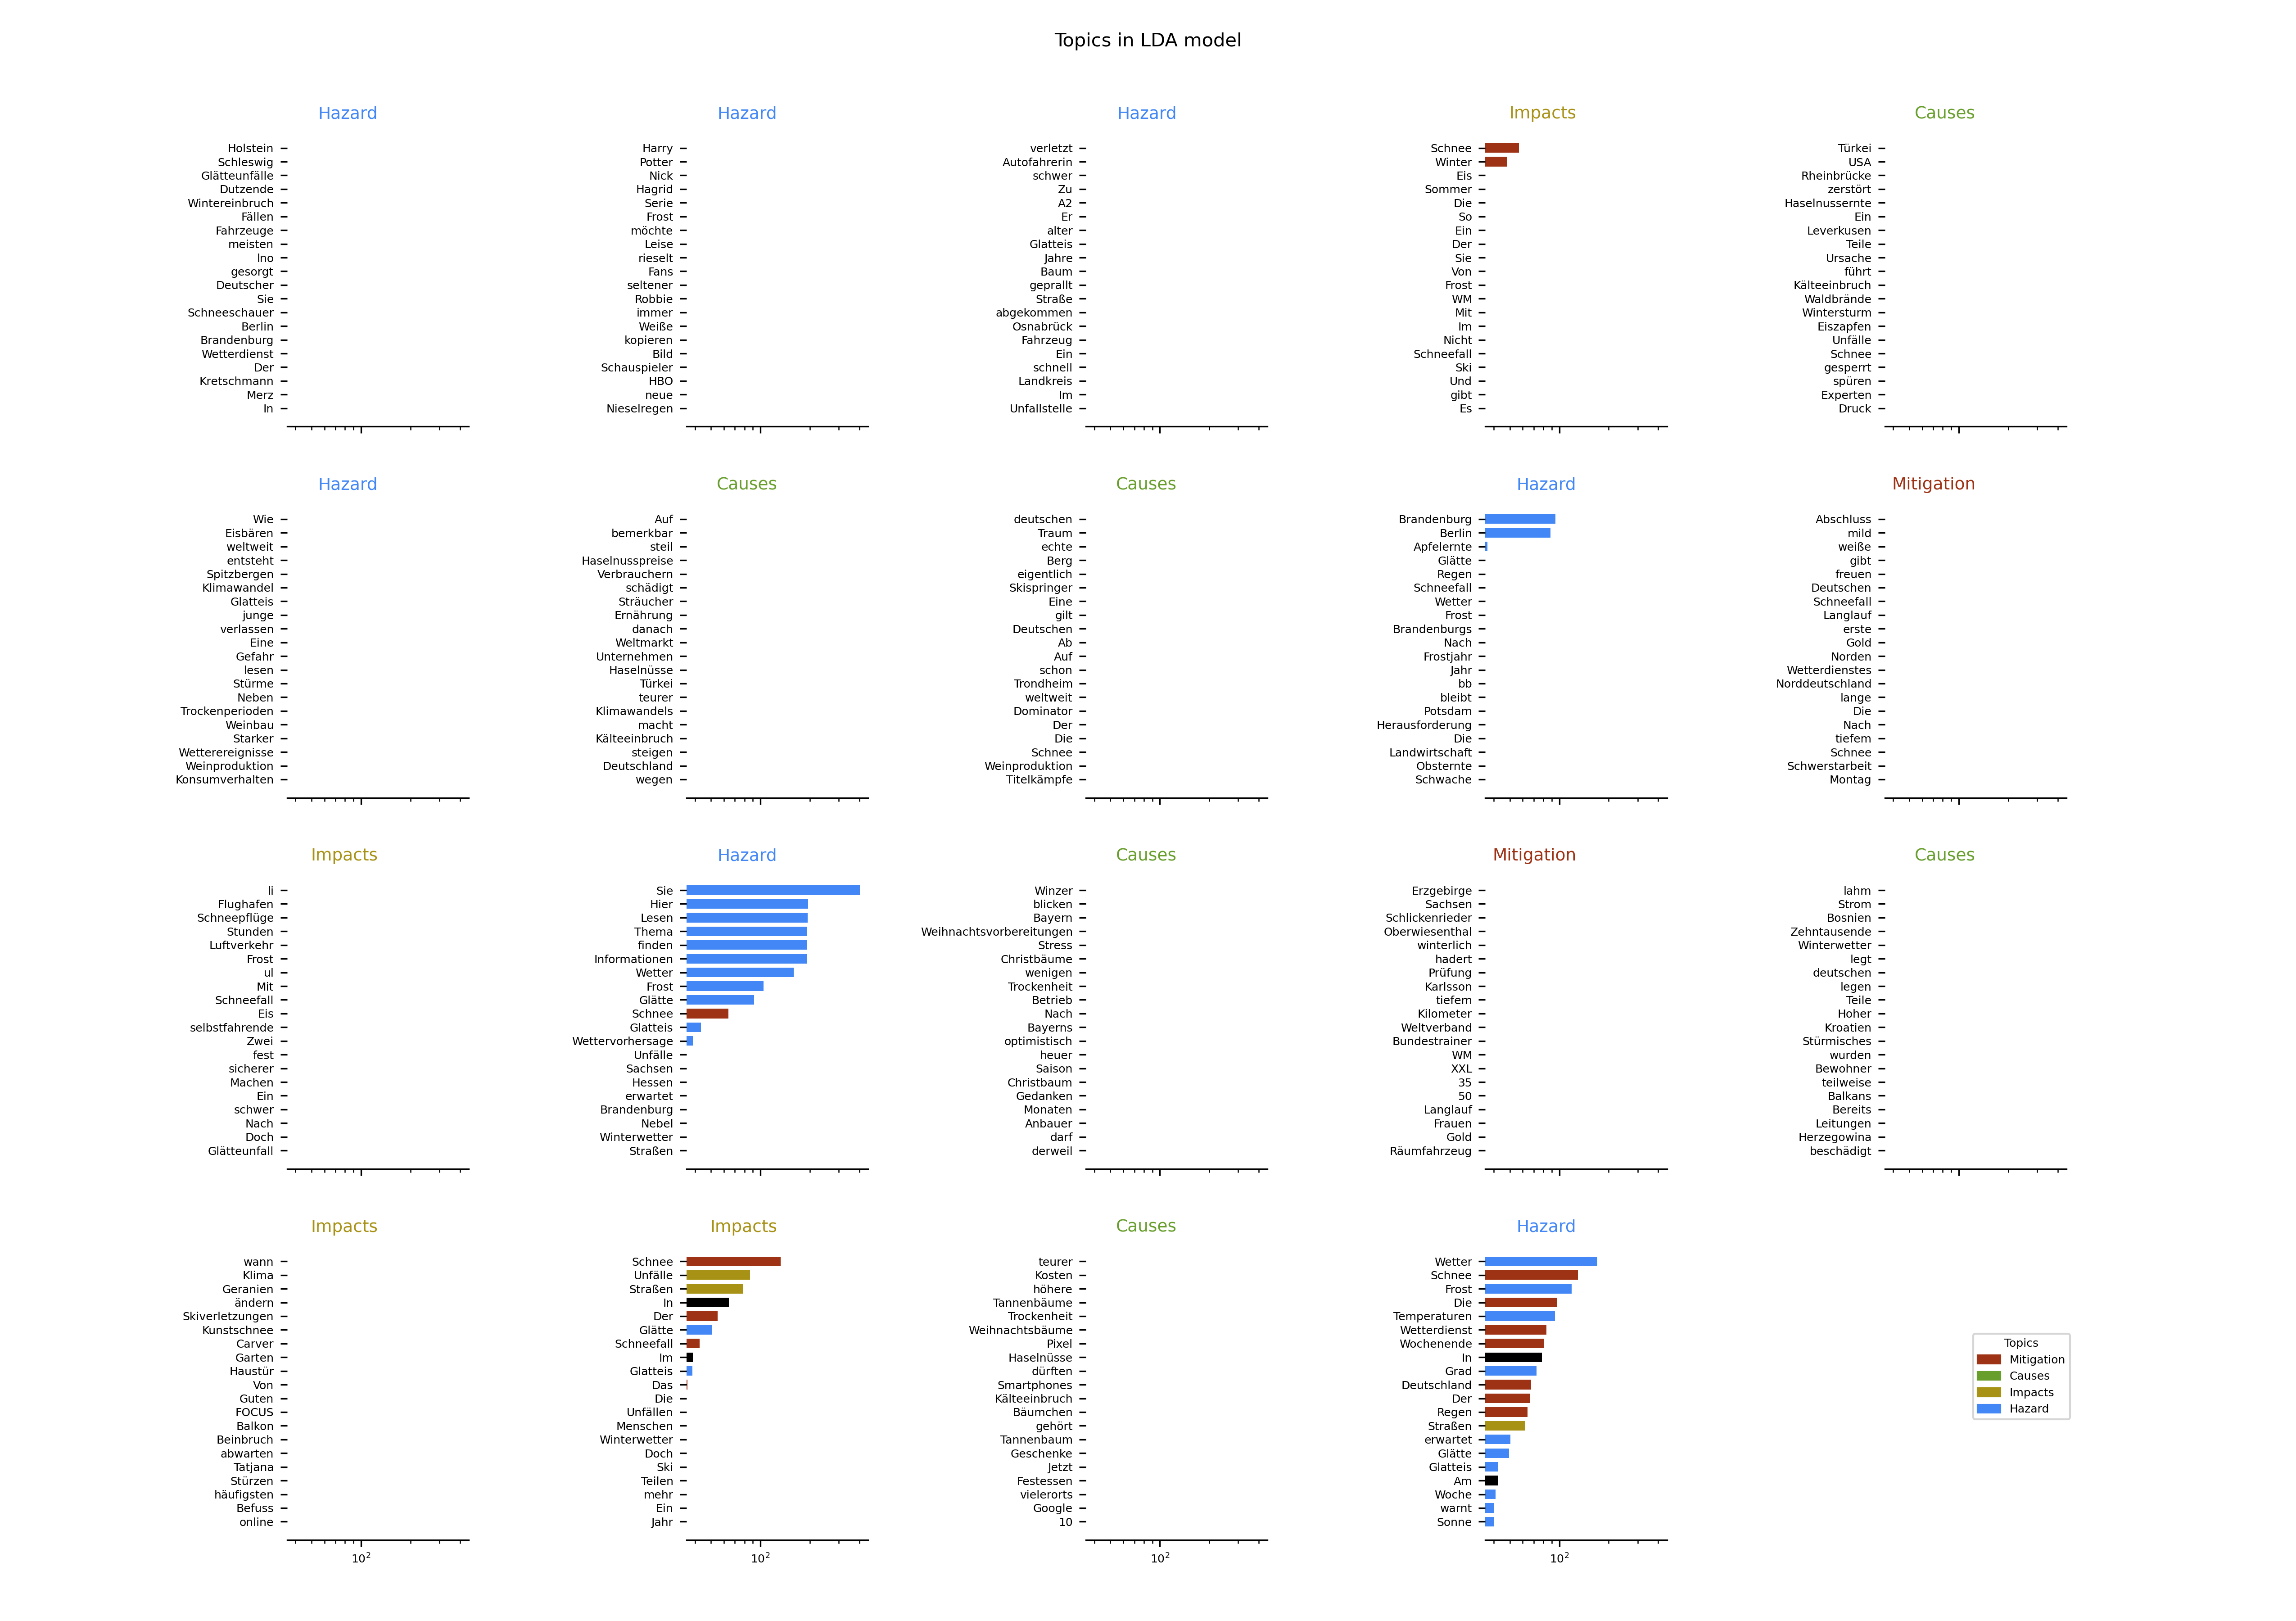 Topics in LDA model
Hazard
Holstein
Schleswig
Glätteunfälle
Dutzende
Wintereinbruch
Fällen
Fahrzeuge
meisten
Ino
gesorgt
Deutscher
Sie
Schneeschauer
Berlin
Brandenburg
Wetterdienst
Der
Kretschmann
Merz
In
Hazard
Harry
Potter
Nick
Hagrid
Serie
Frost
möchte
Leise
rieselt
Fans
seltener
Robbie
immer
Weiße
kopieren
Bild
Schauspieler
HBO
neue
Nieselregen
Hazard
verletzt
Autofahrerin
schwer
Zu
A2
Er
alter
Glatteis
Jahre
Baum
geprallt
Straße
abgekommen
Osnabrück
Fahrzeug
Ein
schnell
Landkreis
Im
Unfallstelle
Impacts
Schnee
Winter
Eis
Sommer
Die
So
Ein
Der
Sie
Von
Frost
WM
Mit
Im
Nicht
Schneefall
Ski
Und
gibt
Es
Causes
Türkei
USA
Rheinbrücke
zerstört
Haselnussernte
Ein
Leverkusen
Teile
Ursache
führt
Kälteeinbruch
Waldbrände
Wintersturm
Eiszapfen
Unfälle
Schnee
gesperrt
spüren
Experten
Druck
Hazard
Wie
Eisbären
weltweit
entsteht
Spitzbergen
Klimawandel
Glatteis
junge
verlassen
Eine
Gefahr
lesen
Stürme
Neben
Trockenperioden
Weinbau
Starker
Wetterereignisse
Weinproduktion
Konsumverhalten
Causes
Auf
bemerkbar
steil
Haselnusspreise
Verbrauchern
schädigt
Sträucher
Ernährung
danach
Weltmarkt
Unternehmen
Haselnüsse
Türkei
teurer
Klimawandels
macht
Kälteeinbruch
steigen
Deutschland
wegen
Causes
deutschen
Traum
echte
Berg
eigentlich
Skispringer
Eine
gilt
Deutschen
Ab
Auf
schon
Trondheim
weltweit
Dominator
Der
Die
Schnee
Weinproduktion
Titelkämpfe
Hazard
Brandenburg
Berlin
Apfelernte
Glätte
Regen
Schneefall
Wetter
Frost
Brandenburgs
Nach
Frostjahr
Jahr
bb
bleibt
Potsdam
Herausforderung
Die
Landwirtschaft
Obsternte
Schwache
Mitigation
Abschluss
mild
weiße
gibt
freuen
Deutschen
Schneefall
Langlauf
erste
Gold
Norden
Wetterdienstes
Norddeutschland
lange
Die
Nach
tiefem
Schnee
Schwerstarbeit
Montag
Impacts
li
Flughafen
Schneepflüge
Stunden
Luftverkehr
Frost
ul
Mit
Schneefall
Eis
selbstfahrende
Zwei
fest
sicherer
Machen
Ein
schwer
Nach
Doch
Glätteunfall
Hazard
Sie
Hier
Lesen
Thema
finden
Informationen
Wetter
Frost
Glätte
Schnee
Glatteis
Wettervorhersage
Unfälle
Sachsen
Hessen
erwartet
Brandenburg
Nebel
Winterwetter
Straßen
Causes
Winzer
blicken
Bayern
Weihnachtsvorbereitungen
Stress
Christbäume
wenigen
Trockenheit
Betrieb
Nach
Bayerns
optimistisch
heuer
Saison
Christbaum
Gedanken
Monaten
Anbauer
darf
derweil
Mitigation
Erzgebirge
Sachsen
Schlickenrieder
Oberwiesenthal
winterlich
hadert
Prüfung
Karlsson
tiefem
Kilometer
Weltverband
Bundestrainer
WM
XXL
35
50
Langlauf
Frauen
Gold
Räumfahrzeug
Causes
lahm
Strom
Bosnien
Zehntausende
Winterwetter
legt
deutschen
legen
Teile
Hoher
Kroatien
Stürmisches
wurden
Bewohner
teilweise
Balkans
Bereits
Leitungen
Herzegowina
beschädigt
Impacts
wann
Klima
Geranien
ändern
Skiverletzungen
Kunstschnee
Carver
Garten
Haustür
Von
Guten
FOCUS
Balkon
Beinbruch
abwarten
Tatjana
Stürzen
häufigsten
Befuss
online
10²
Impacts
Schnee
Unfälle
Straßen
In
Der
Glätte
Schneefall
Im
Glatteis
Das
Die
Unfällen
Menschen
Winterwetter
Doch
Ski
Teilen
mehr
Ein
Jahr
10²
Causes
teurer
Kosten
höhere
Tannenbäume
Trockenheit
Weihnachtsbäume
Pixel
Haselnüsse
dürften
Smartphones
Kälteeinbruch
Bäumchen
gehört
Tannenbaum
Geschenke
Jetzt
Festessen
vielerorts
Google
10
10²
Hazard
Wetter
Schnee
Frost
Die
Temperaturen
Wetterdienst
Wochenende
In
Grad
Deutschland
Der
Regen
Straßen
erwartet
Glätte
Glatteis
Am
Woche
warnt
Sonne
10²
Topics
Mitigation
Causes
Impacts
Hazard